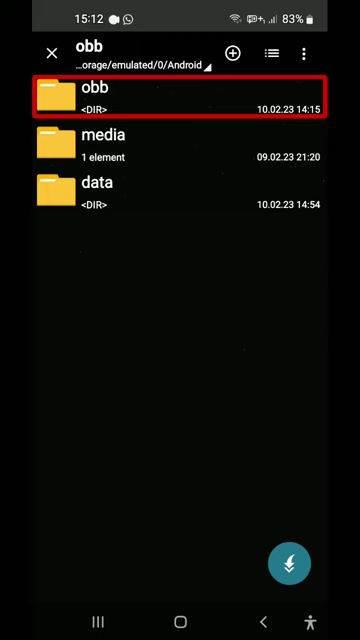 15:12
83%
obb
...orage/emulated/0/Android
obb
<DIR>
10.02.23 14:15
media
1 element
09.02.23 21:20
data
<DIR>
10.02.23 14:54